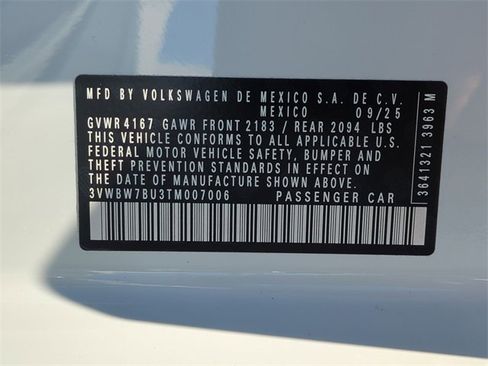 MFD BY VOLKSWAGEN DE MEXICO S.A. DE C.V.
MEXICO 09/25
GVWR 4167 GAWR FRONT 2183 / REAR 2094 LBS
THIS VEHICLE CONFORMS TO ALL APPLICABLE U.S.
FEDERAL MOTOR VEHICLE SAFETY, BUMPER AND
THEFT PREVENTION STANDARDS IN EFFECT ON
THE DATE OF MANUFACTURE SHOWN ABOVE.
3VWBW7BU3TM007006 PASSENGER CAR
3641321 3963 M